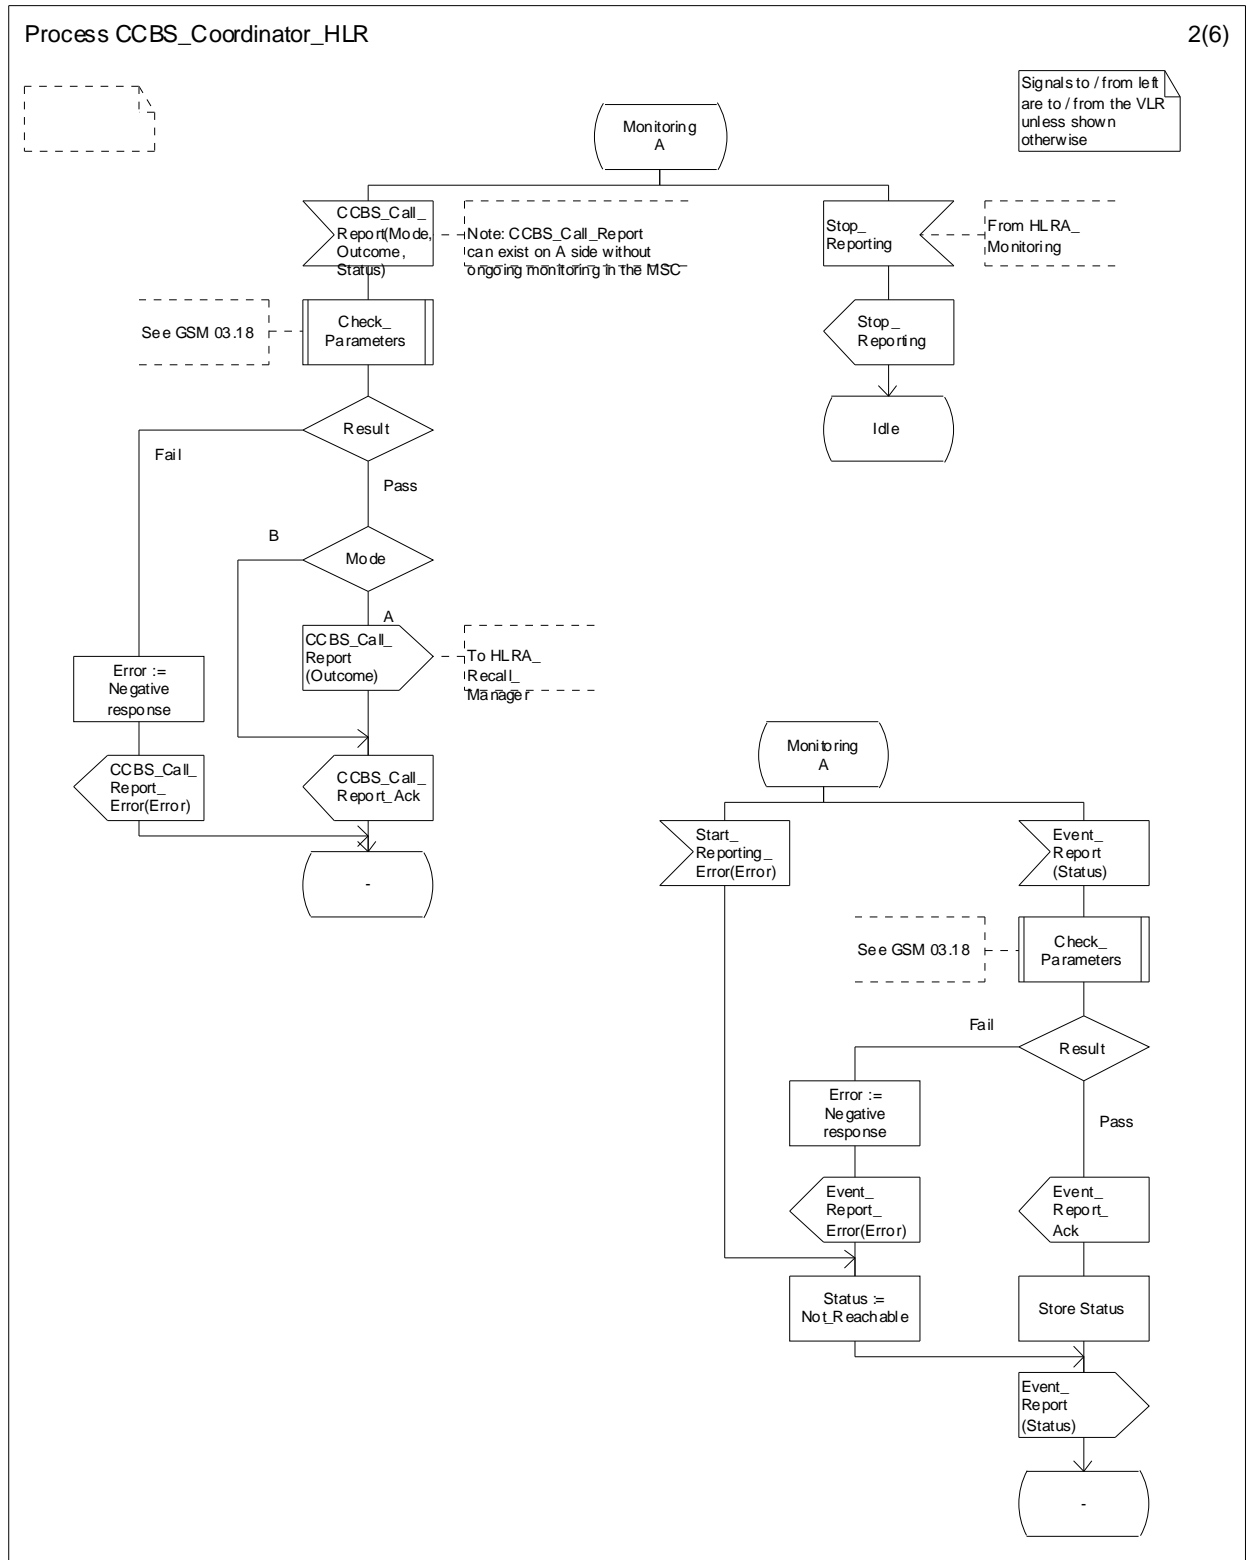 Process CCBS_Coordinator_HLR
2(6)
Signals to / from left
are to / from the VLR
unless shown
otherwise
Monitoring
A
CCBS_Call_
Report(Mode,
Outcome,
Status)
Note: CCBS_Call_Report
can exist on A side without
ongoing monitoring in the MSC
Stop_
Reporting
From HLRA_
Monitoring
See GSM 03.18
Check_
Parameters
Stop_
Reporting
Result
Idle
Fail
Pass
B
Mode
A
CCBS_Call_
Report
(Outcome)
To HLRA_
Recall_
Manager
Error :=
Negative
response
CCBS_Call_
Report_
Error(Error)
CCBS_Call_
Report_Ack
-
Monitoring
A
Start_
Reporting_
Error(Error)
Event_
Report
(Status)
See GSM 03.18
Check_
Parameters
Fail
Result
Error :=
Negative
response
Pass
Event_
Report_
Error(Error)
Event_
Report_
Ack
Status :=
Not_Reachable
Store Status
Event_
Report
(Status)
-